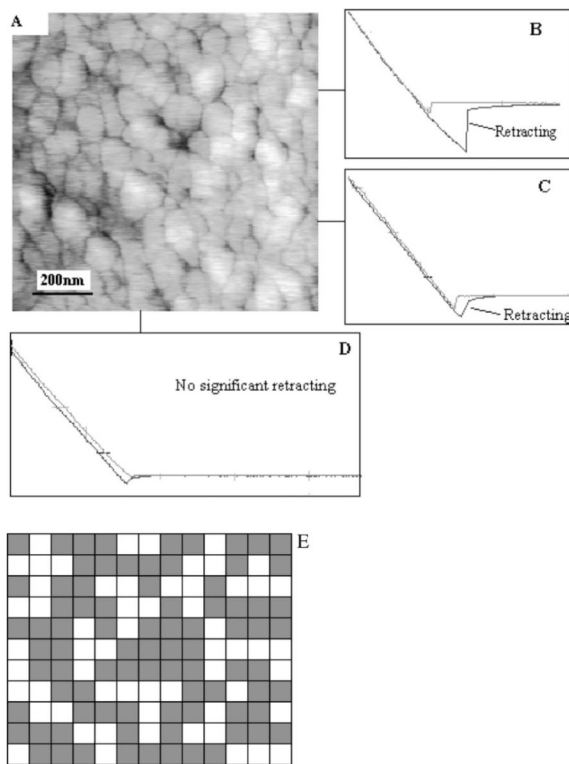 A
B
Retracting
C
Retracting
200nm
D
No significant retracting
E